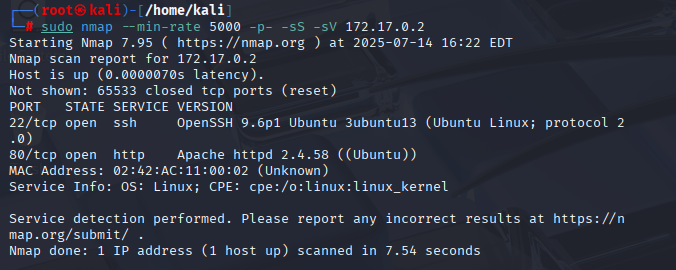 ┌──(root㉿kali)-[/home/kali]
└─# sudo nmap --min-rate 5000 -p- -sS -sV 172.17.0.2
Starting Nmap 7.95 ( https://nmap.org ) at 2025-07-14 16:22 EDT
Nmap scan report for 172.17.0.2
Host is up (0.0000070s latency).
Not shown: 65533 closed tcp ports (reset)
PORT   STATE SERVICE VERSION
22/tcp open  ssh     OpenSSH 9.6p1 Ubuntu 3ubuntu13 (Ubuntu Linux; protocol 2
.0)
80/tcp open  http    Apache httpd 2.4.58 ((Ubuntu))
MAC Address: 02:42:AC:11:00:02 (Unknown)
Service Info: OS: Linux; CPE: cpe:/o:linux:linux_kernel

Service detection performed. Please report any incorrect results at https://n
map.org/submit/ .
Nmap done: 1 IP address (1 host up) scanned in 7.54 seconds